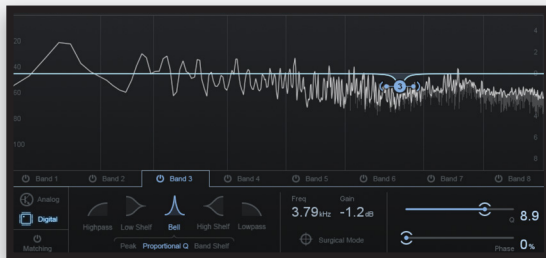 20
4
40
2
60
80
4
100
6
8
Band 1
Band 2
Band 3
Band 4
Band 5
Band 6
Band 7
Band 8
3
Analog
Digital
Matching
Highpass
Low Shelf
Bell
High Shelf
Lowpass
Peak Proportional Q Band Shelf
Freq Gain
3.79kHz -1.2dB
Surgical Mode
Q 8.9
Phase 0%